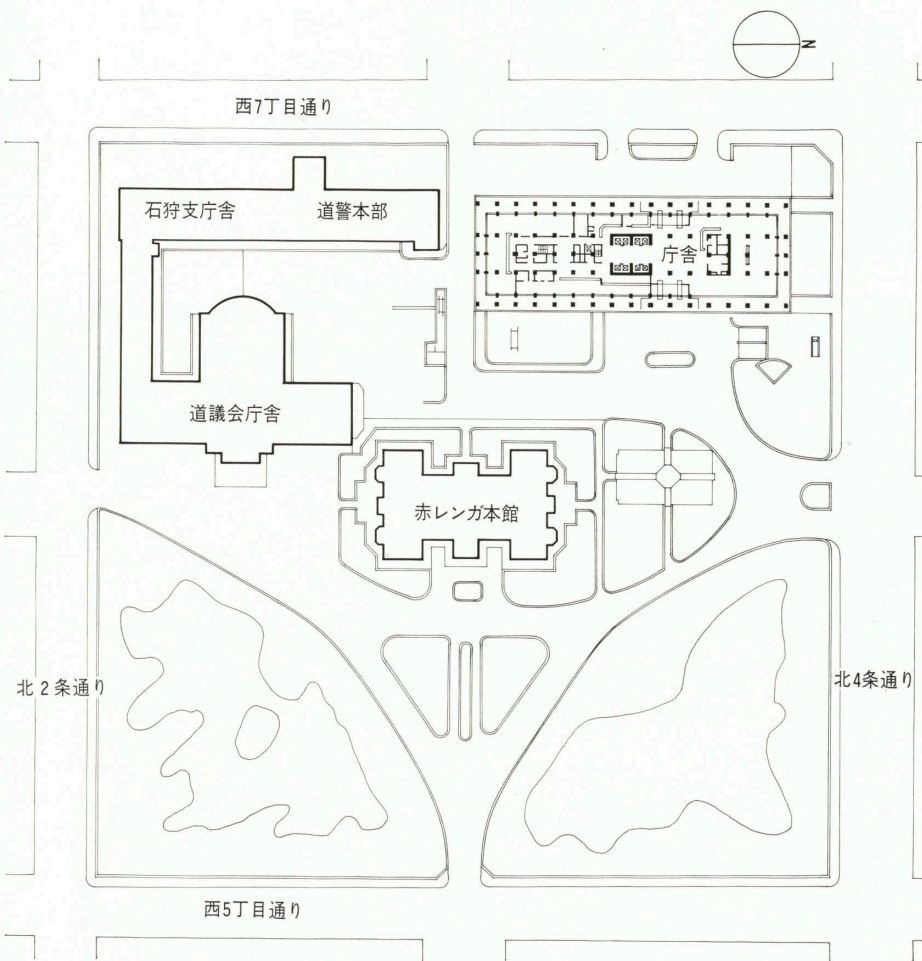 N
西7丁目通り
石狩支庁舎
道警本部
庁舎
道議会庁舎
赤レンガ本館
北2条通り
北4条通り
西5丁目通り